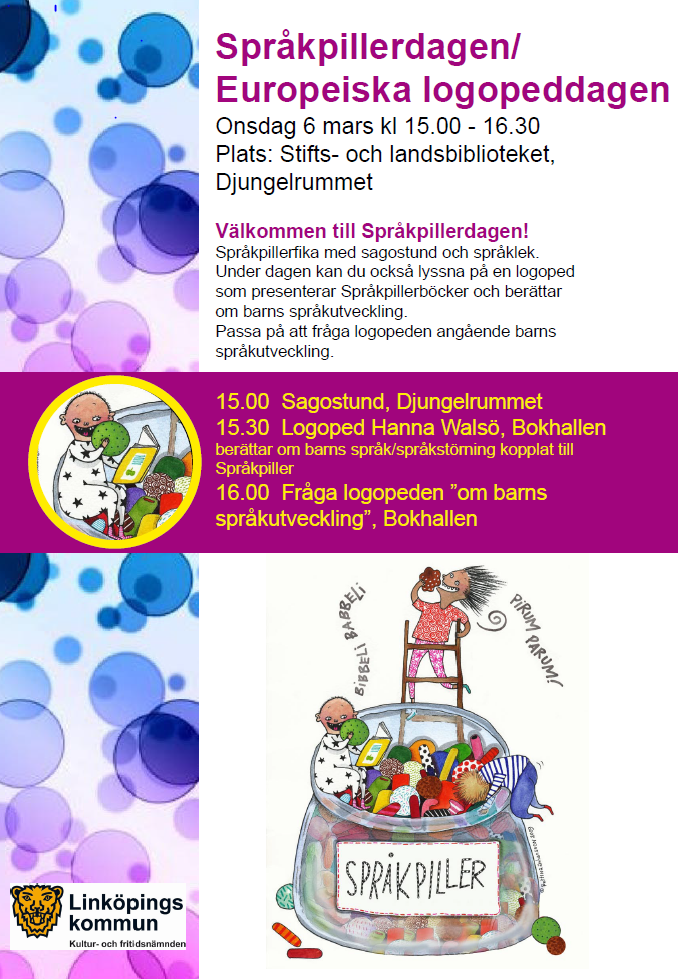 Språkpillerdagen/
Europeiska logopeddagen
Onsdag 6 mars kl 15.00 - 16.30
Plats: Stifts- och landsbiblioteket,
Djungelrummet
Välkommen till Språkpillerdagen!
Språkpillerfika med sagostund och språklek.
Under dagen kan du också lyssna på en logoped
som presenterar Språkpillerböcker och berättar
om barns språkutveckling.
Passa på att fråga logopeden angående barns
språkutveckling.
15.00 Sagostund, Djungelrummet
15.30 Logoped Hanna Walsö, Bokhallen
berättar om barns språk/språkstörning kopplat till
Språkpiller
16.00 Fråga logopeden ”om barns
språkutveckling”, Bokhallen
BIBBELI BABBELI
PIRUM PARUM!
SPRÅKPILLER
Linköpings
kommun
Kultur- och fritidsnämnden